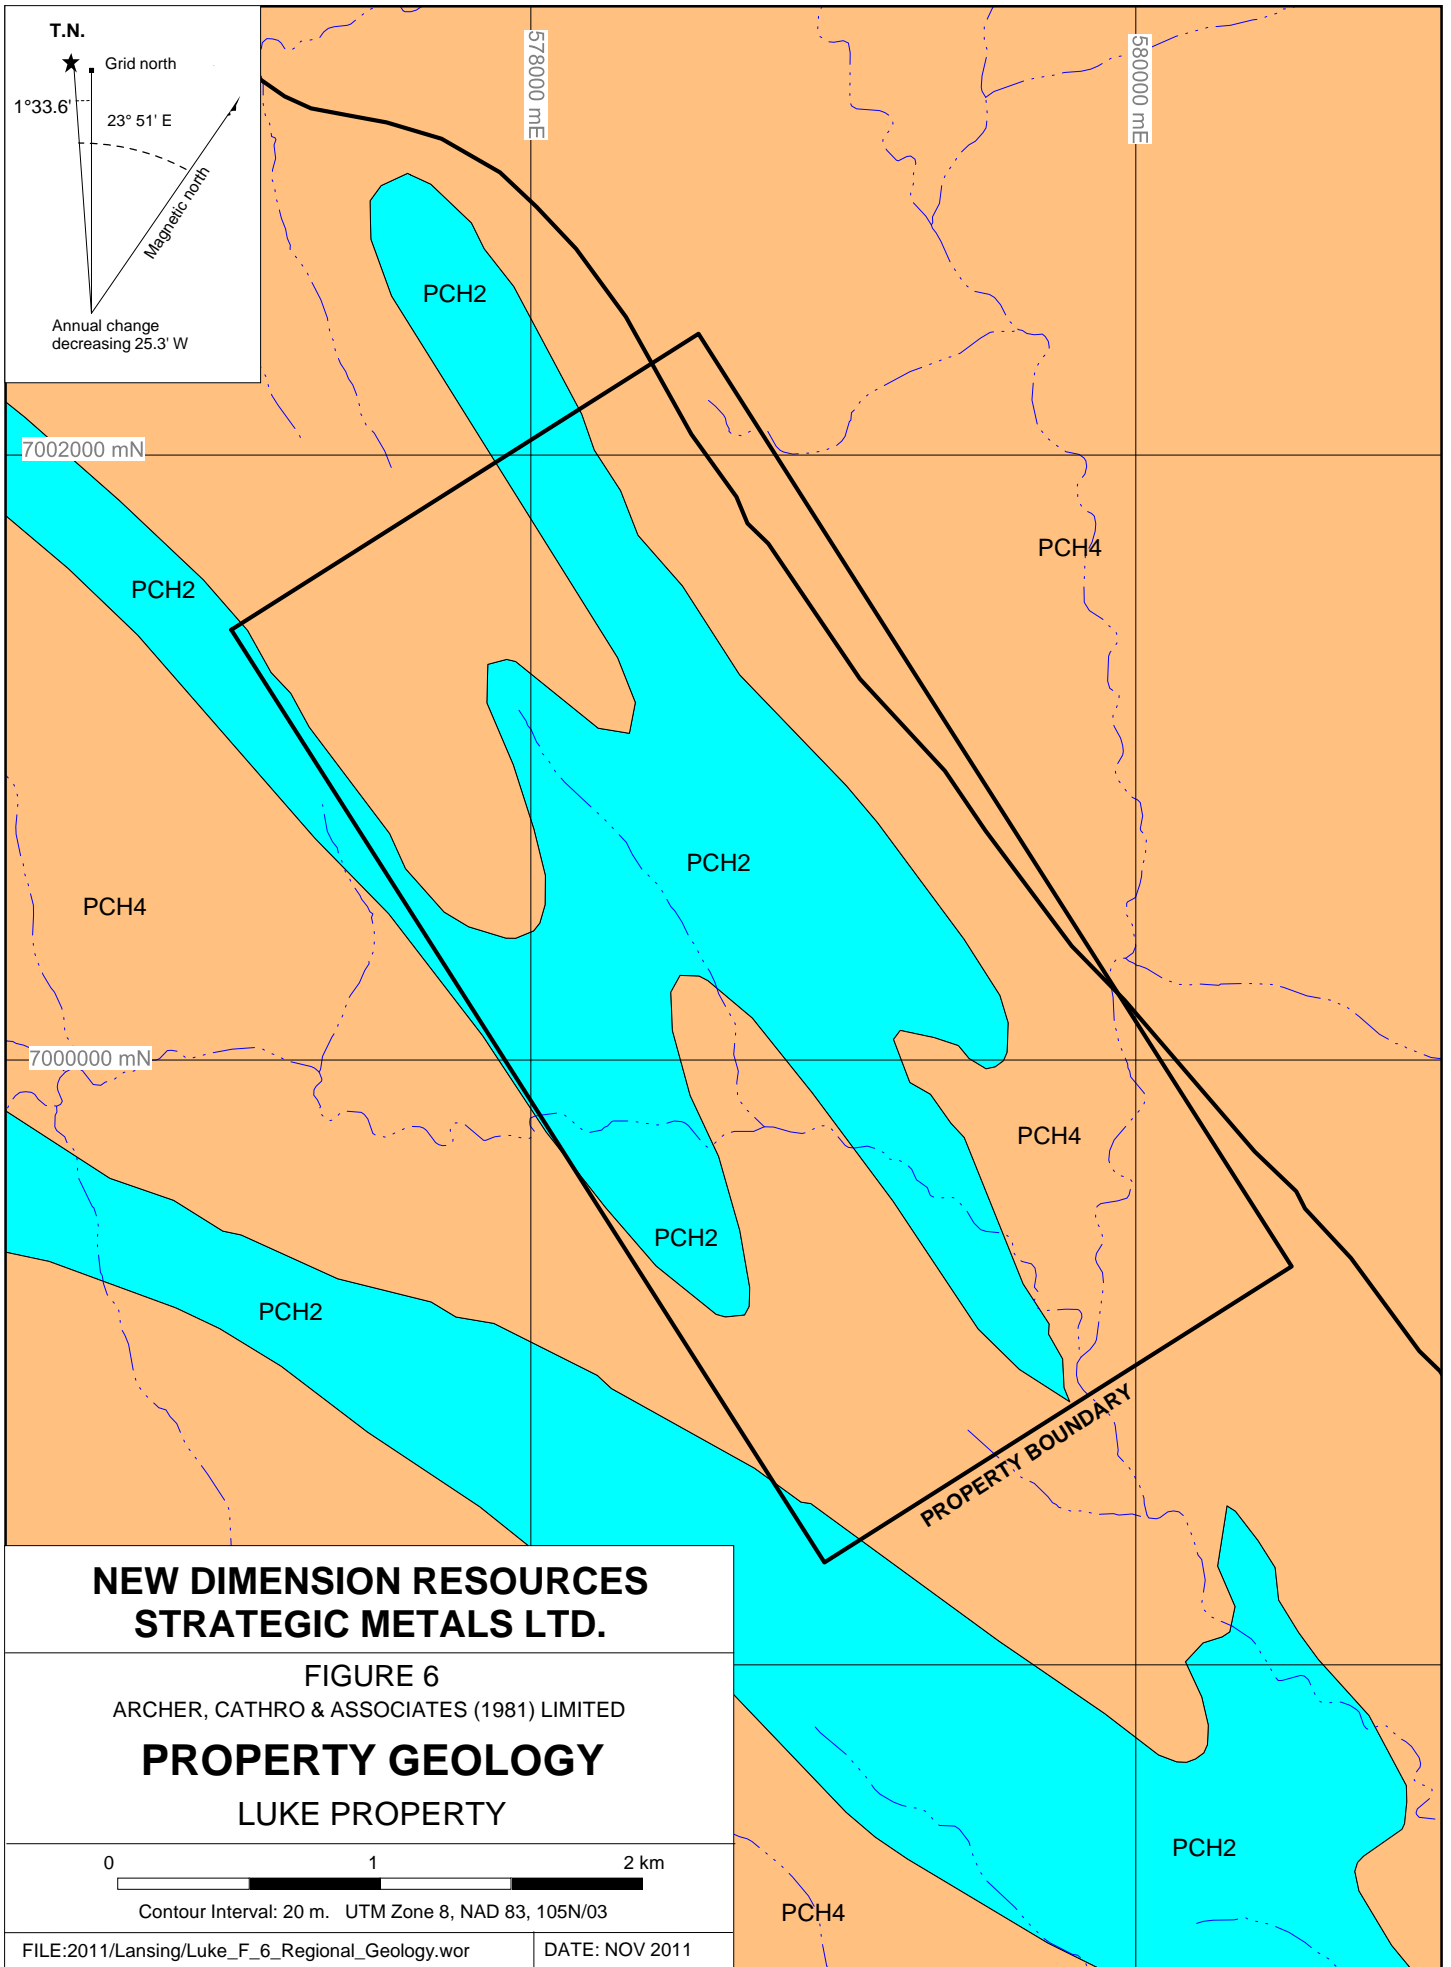 T.N.
Grid north
1°33.6'
23° 51' E
Magnetic north
Annual change
decreasing 25.3' W
578000 mE
580000 mE
PCH2
7002000 mN
PCH4
PCH2
PCH2
PCH4
7000000 mN
PCH4
PCH2
PCH2
PROPERTY BOUNDARY
PCH2
PCH4
NEW DIMENSION RESOURCES
STRATEGIC METALS LTD.
FIGURE 6
ARCHER, CATHRO & ASSOCIATES (1981) LIMITED
PROPERTY GEOLOGY
LUKE PROPERTY
0 1 2 km
Contour Interval: 20 m. UTM Zone 8, NAD 83, 105N/03
FILE:2011/Lansing/Luke_F_6_Regional_Geology.wor
DATE: NOV 2011